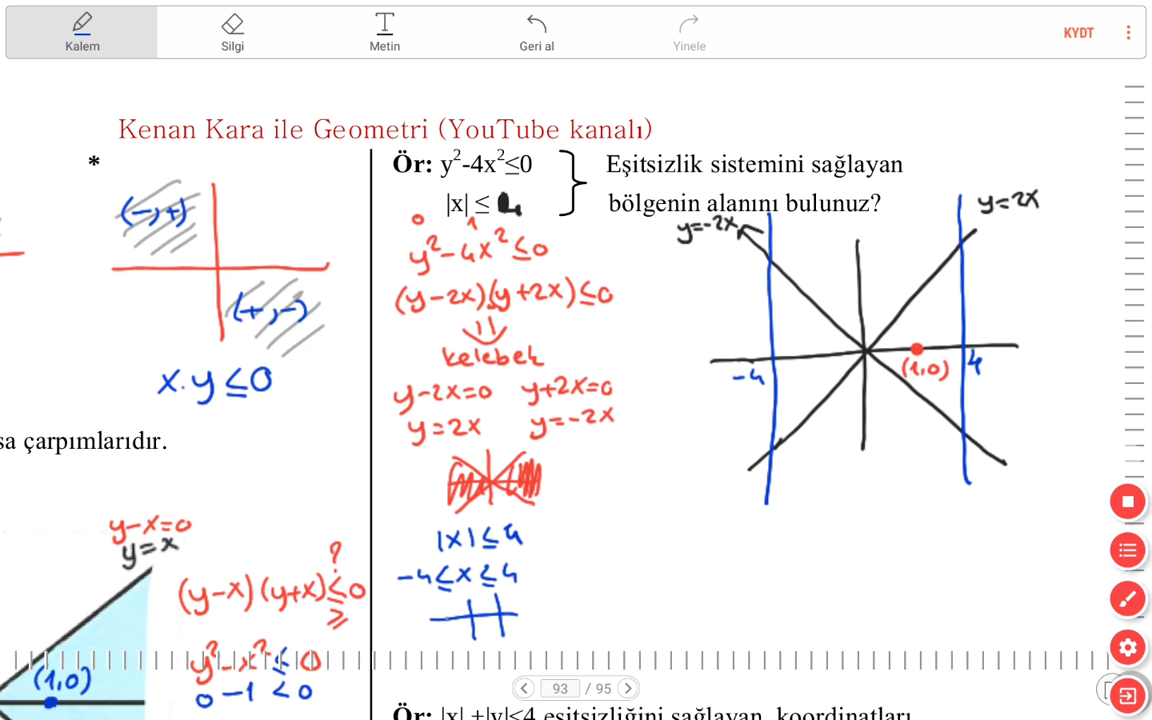 Kalem
Silgi
Metin
Geri al
Yinele
KYDT
Kenan Kara ile Geometri (YouTube kanalı)
*
(-,+)
(+,-)
x.y ≤ 0
sa çarpımlarıdır.
y-x=0
y=x
(y-x)(y+x) ≤ 0
?
≥
y²-x² ≤ 0
0 -1 < 0
(1,0)
Ör: y²-4x²≤0
|x| ≤ 4
Eşitsizlik sistemini sağlayan
bölgenin alanını bulunuz?
0 1
y²-4x² ≤ 0
(y-2x)(y+2x) ≤ 0
kelebek
y-2x=0 y+2x=0
y=2x y=-2x
|x| ≤ 4
-4 ≤ x ≤ 4
y=-2x
y=2x
-4
(1,0)
4
93 / 95
Ör: |x|+|y|≤4 eşitsizliğini sağlayan, koordinatları